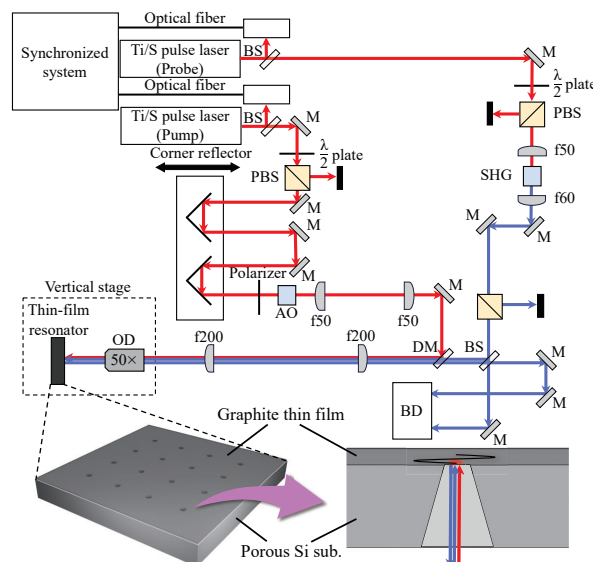 Optical fiber
Synchronized
system
Ti/S pulse laser
(Probe)
BS
M
λ/2 plate
Optical fiber
PBS
Ti/S pulse laser
(Pump)
BS
M
λ/2 plate
f50
Corner reflector
SHG
PBS
f60
M
M
M
M
Polarizer
Vertical stage
AO
f50
f50
M
Thin-film
resonator
OD
50×
f200
f200
DM
BS
M
BD
M
M
Graphite thin film
Porous Si sub.